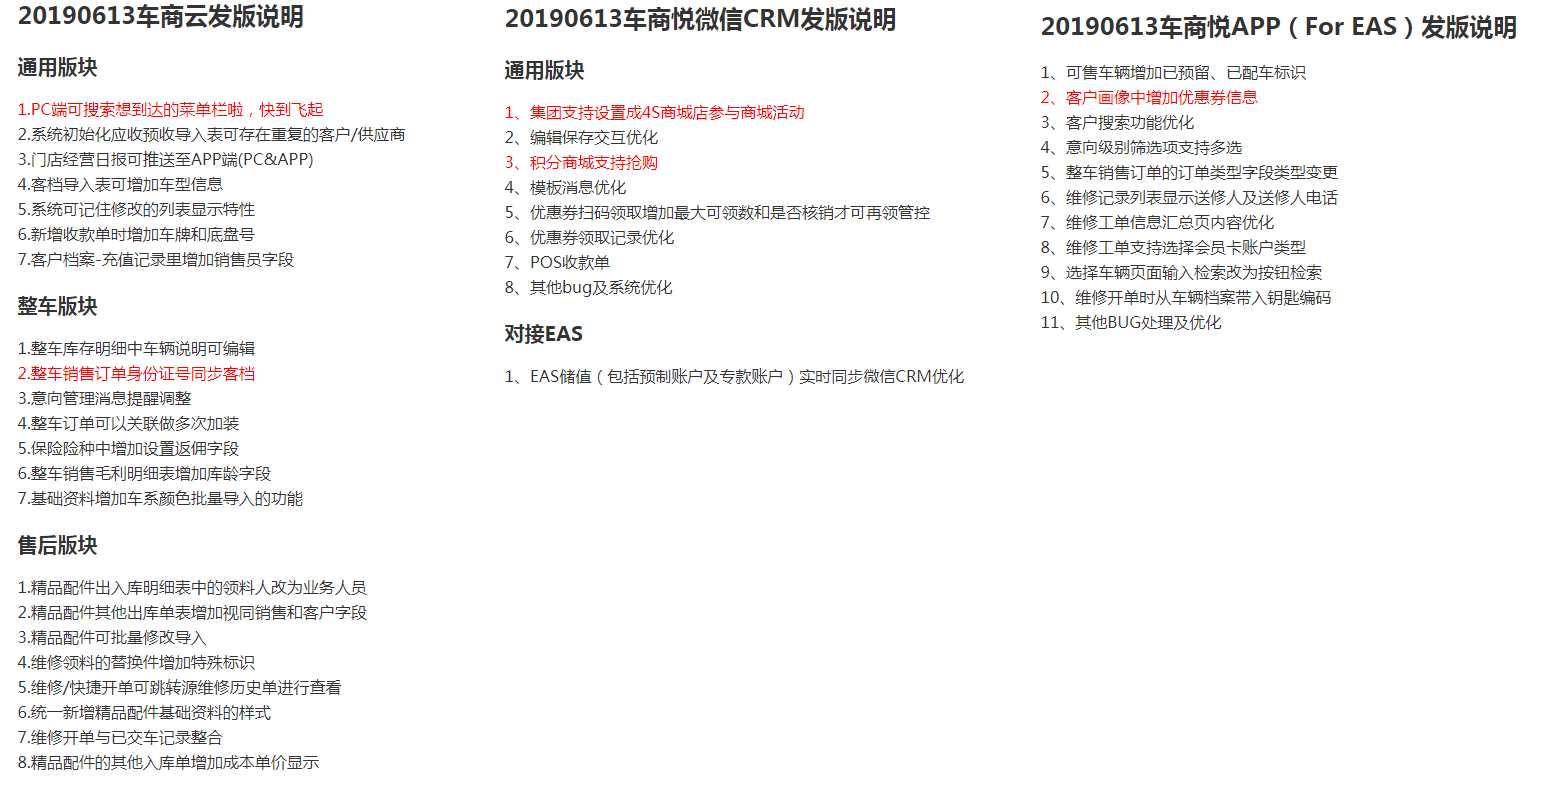 20190613车商云发版说明
通用版块
1.PC端可搜索想到达的菜单栏啦，快到飞起
2.系统初始化应收预收导入表可存在重复的客户/供应商
3.门店经营日报可推送至APP端(PC&APP)
4.客档导入表可增加车型信息
5.系统可记住修改的列表显示特性
6.新增收款单时增加车牌和底盘号
7.客户档案-充值记录里增加销售员字段
整车版块
1.整车库存明细中车辆说明可编辑
2.整车销售订单身份证号同步客档
3.意向管理消息提醒调整
4.整车订单可以关联做多次加装
5.保险险种中增加设置返佣字段
6.整车销售毛利明细表增加库龄字段
7.基础资料增加车系颜色批量导入的功能
售后版块
1.精品配件出入库明细表中的领料人改为业务人员
2.精品配件其他出库单表增加视同销售和客户字段
3.精品配件可批量修改导入
4.维修领料的替换件增加特殊标识
5.维修/快捷开单可跳转源维修历史单进行查看
6.统一新增精品配件基础资料的样式
7.维修开单与已交车记录整合
8.精品配件的其他入库单增加成本单价显示
20190613车商悦微信CRM发版说明
通用版块
1、集团支持设置成4S商城店参与商城活动
2、编辑保存交互优化
3、积分商城支持抢购
4、模板消息优化
5、优惠券扫码领取增加最大可领数和是否核销才可再领管控
6、优惠券领取记录优化
7、POS收款单
8、其他bug及系统优化
对接EAS
1、EAS储值（包括预制账户及专款账户）实时同步微信CRM优化
20190613车商悦APP（For EAS）发版说明
1、可售车辆增加已预留、已配车标识
2、客户画像中增加优惠券信息
3、客户搜索功能优化
4、意向级别筛选项支持多选
5、整车销售订单的订单类型字段类型变更
6、维修记录列表显示送修人及送修人电话
7、维修工单信息汇总页内容优化
8、维修工单支持选择会员卡账户类型
9、选择车辆页面输入检索改为按钮检索
10、维修开单时从车辆档案带入钥匙编码
11、其他BUG处理及优化